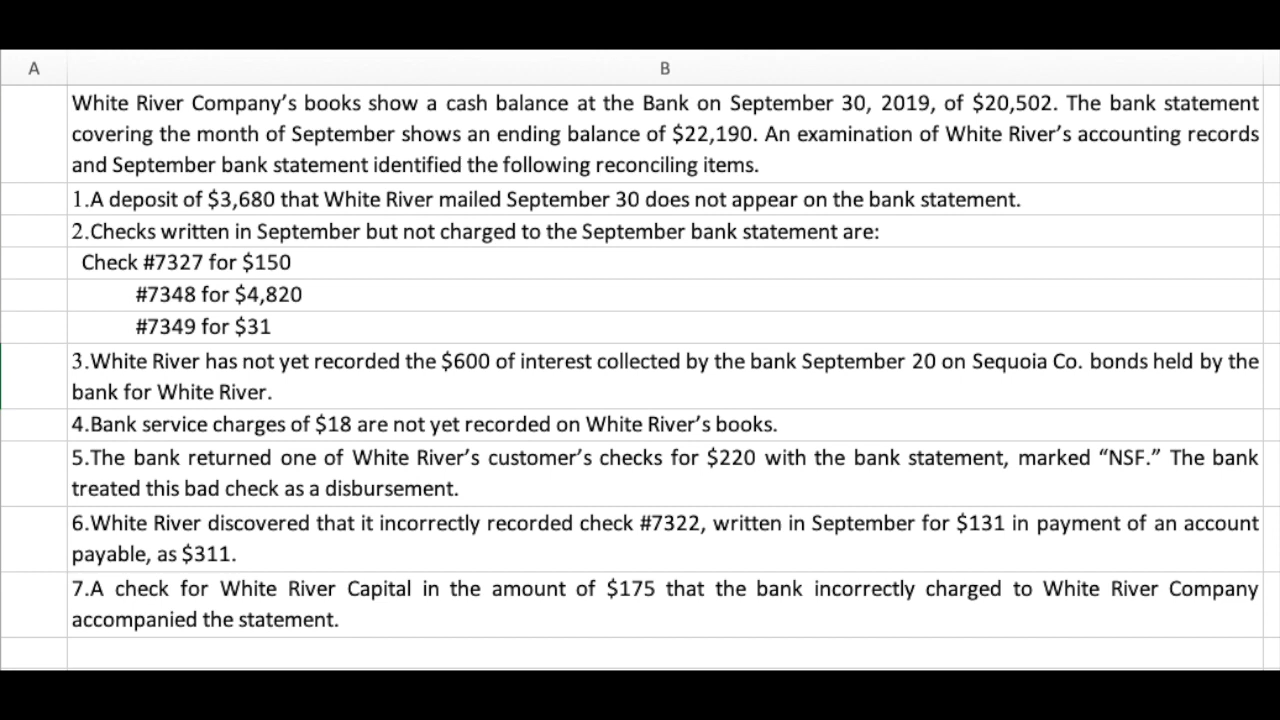 A
B
White River Company’s books show a cash balance at the Bank on September 30, 2019, of $20,502. The bank statement
covering the month of September shows an ending balance of $22,190. An examination of White River’s accounting records
and September bank statement identified the following reconciling items.
1.A deposit of $3,680 that White River mailed September 30 does not appear on the bank statement.
2.Checks written in September but not charged to the September bank statement are:
Check #7327 for $150
#7348 for $4,820
#7349 for $31
3.White River has not yet recorded the $600 of interest collected by the bank September 20 on Sequoia Co. bonds held by the
bank for White River.
4.Bank service charges of $18 are not yet recorded on White River’s books.
5.The bank returned one of White River’s customer’s checks for $220 with the bank statement, marked “NSF.” The bank
treated this bad check as a disbursement.
6.White River discovered that it incorrectly recorded check #7322, written in September for $131 in payment of an account
payable, as $311.
7.A check for White River Capital in the amount of $175 that the bank incorrectly charged to White River Company
accompanied the statement.